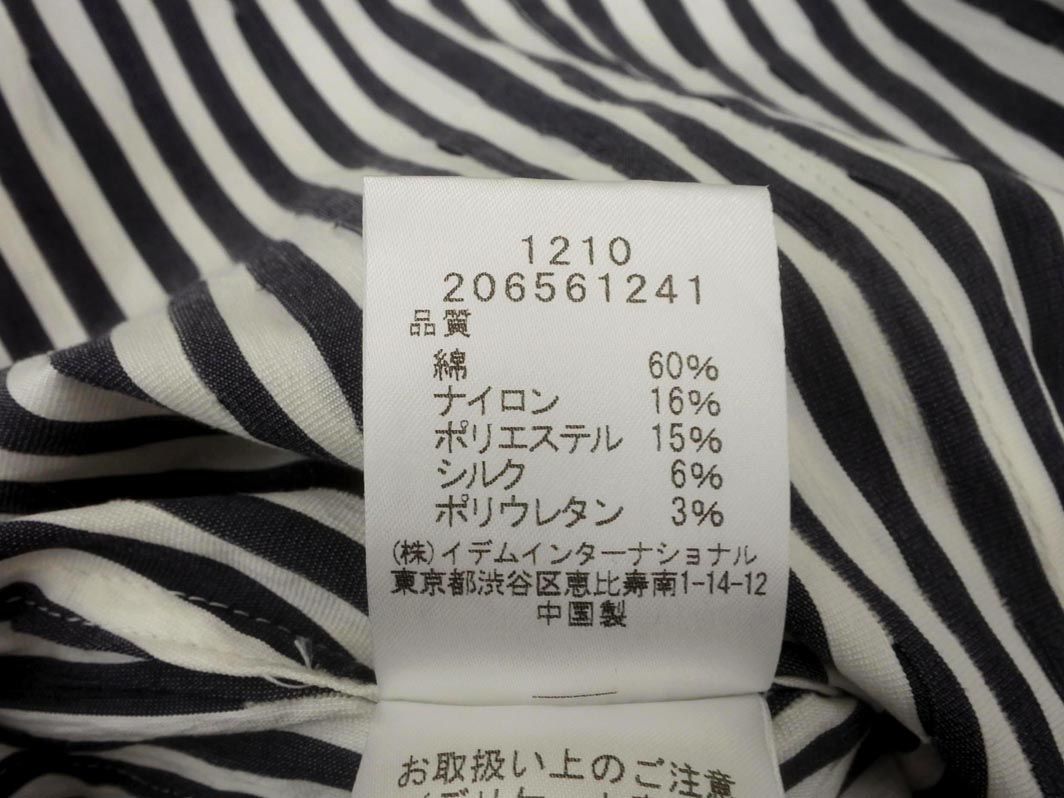 1210
206561241
品質
綿 60%
ナイロン 16%
ポリエステル 15%
シルク 6%
ポリウレタン 3%
(株)イデムインターナショナル
東京都渋谷区恵比寿南1-14-12
中国製
お取扱い上のご注意